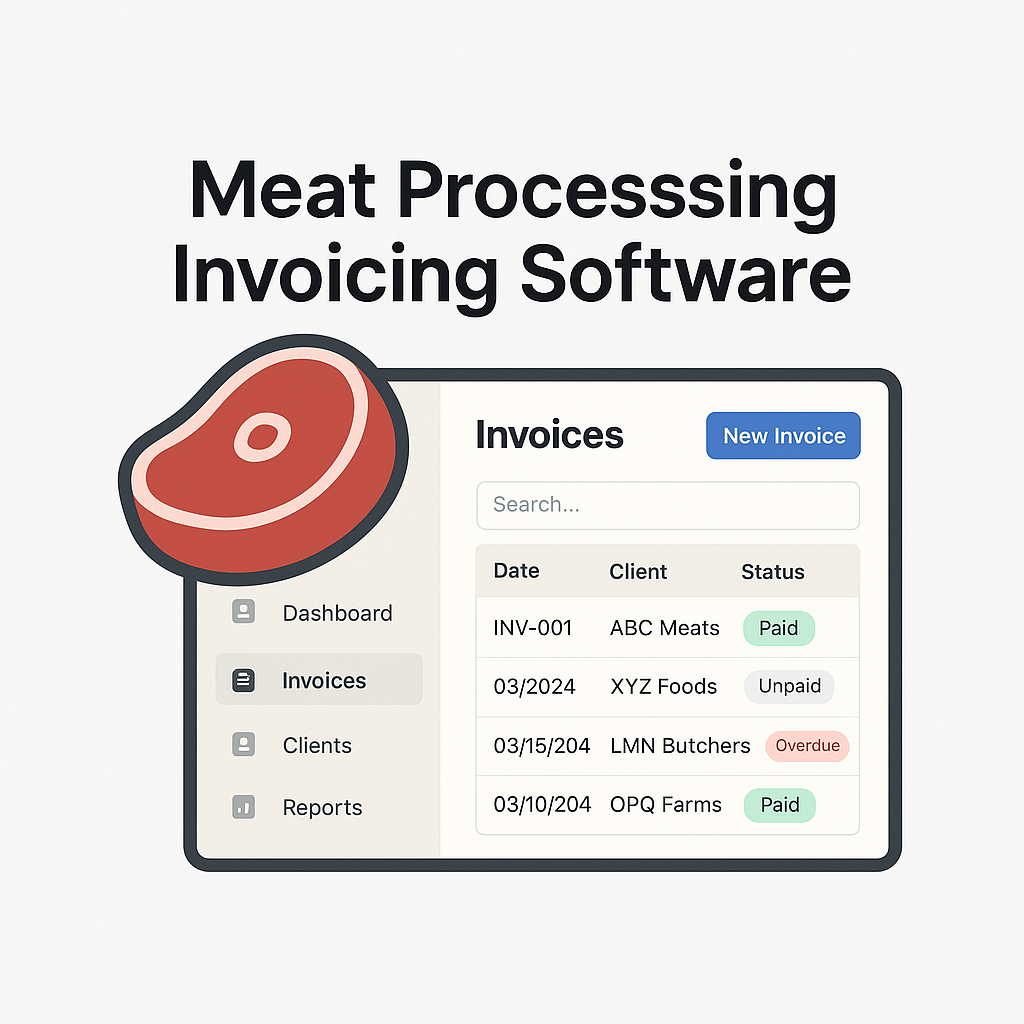 Meat Processsing
Invoicing Software
Invoices
New Invoice
Search...
Date Client Status
INV-001 ABC Meats Paid
03/2024 XYZ Foods Unpaid
03/15/204 LMN Butchers Overdue
03/10/204 OPQ Farms Paid
Dashboard
Invoices
Clients
Reports